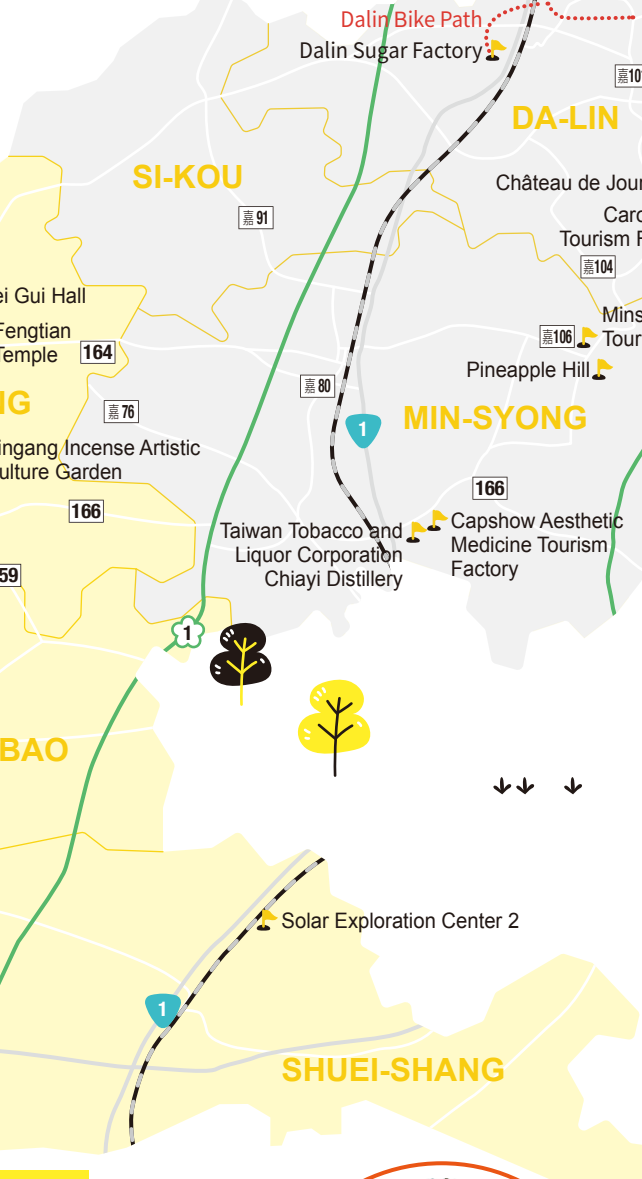 Dalin Bike Path
Dalin Sugar Factory
嘉101
DA-LIN
SI-KOU
Château de Jour
嘉91
Caro
Tourism F
嘉104
ei Gui Hall
Fengtian
Temple
164
Mins
Tour
嘉106
Pineapple Hill
嘉80
NG
嘉76
MIN-SYONG
1
ingang Incense Artistic
ulture Garden
166
166
Taiwan Tobacco and
Liquor Corporation
Chiayi Distillery
Capshow Aesthetic
Medicine Tourism
Factory
59
1
BAO
Solar Exploration Center 2
1
SHUEI-SHANG